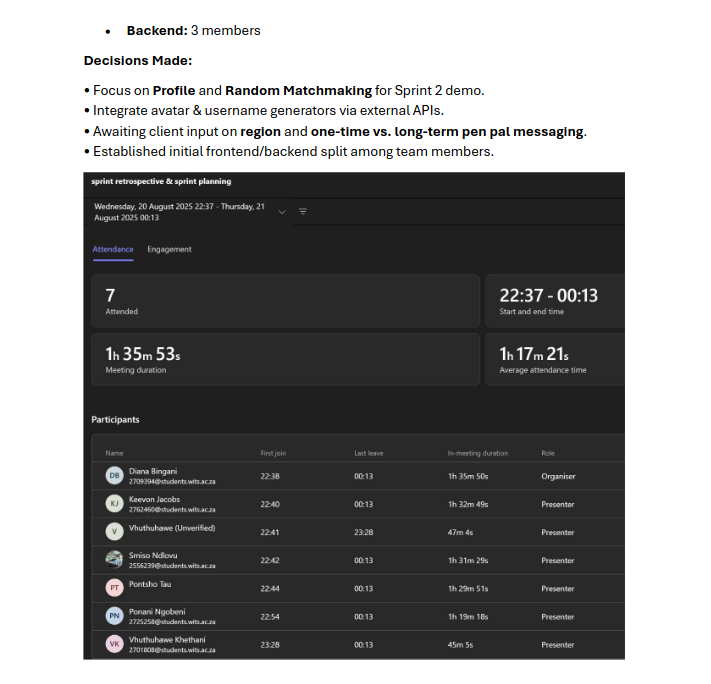 • Backend: 3 members
Decisions Made:
• Focus on Profile and Random Matchmaking for Sprint 2 demo.
• Integrate avatar & username generators via external APIs.
• Awaiting client input on region and one-time vs. long-term pen pal messaging.
• Established initial frontend/backend split among team members.
sprint retrospective & sprint planning
Wednesday, 20 August 2025 22:37 - Thursday, 21
August 2025 00:13
Attendance Engagement
7
Attended
22:37 - 00:13
Start and end time
1h 35m 53s
Meeting duration
1h 17m 21s
Average attendance time
Participants
Name First join Last leave In-meeting duration Role
DB Diana Bingani 22:38 00:13 1h 35m 50s Organiser
2709394@students.wits.ac.za
KJ Keevon Jacobs 22:40 00:13 1h 32m 49s Presenter
2762460@students.wits.ac.za
V Vhuthuhawe (Unverified) 22:41 23:28 47m 4s Presenter
Smiso Ndlovu 22:42 00:13 1h 31m 29s Presenter
2556239@students.wits.ac.za
PT Pontsho Tau 22:44 00:13 1h 29m 51s Presenter
PN Ponani Ngobeni 22:54 00:13 1h 19m 18s Presenter
2725258@students.wits.ac.za
VK Vhuthuhawe Khethani 23:28 00:13 45m 5s Presenter
2701808@students.wits.ac.za